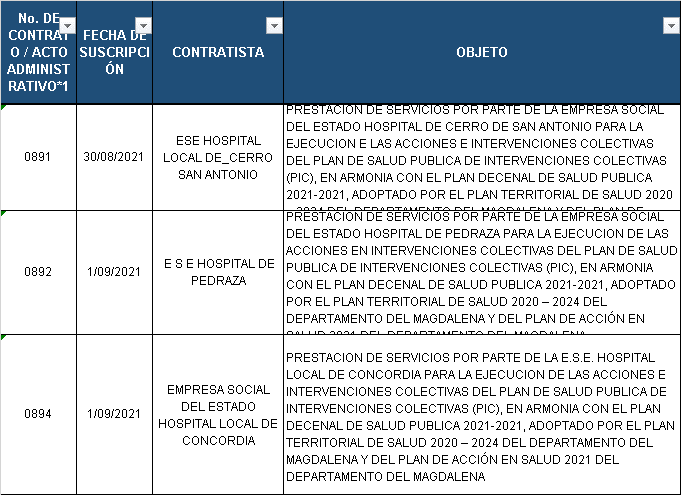 No. DE
CONTRAT
O / ACTO
ADMINIST
RATIVO*1
FECHA DE
SUSCRIPCI
ÓN
CONTRATISTA
OBJETO
0891
30/08/2021
ESE HOSPITAL
LOCAL DE_CERRO
SAN ANTONIO
PRESTACION DE SERVICIOS POR PARTE DE LA EMPRESA SOCIAL
DEL ESTADO HOSPITAL DE CERRO DE SAN ANTONIO PARA LA
EJECUCION E LAS ACCIONES E INTERVENCIONES COLECTIVAS
DEL PLAN DE SALUD PUBLICA DE INTERVENCIONES COLECTIVAS
(PIC), EN ARMONIA CON EL PLAN DECENAL DE SALUD PUBLICA
2021-2021, ADOPTADO POR EL PLAN TERRITORIAL DE SALUD 2020
– 2024 DEL DEPARTAMENTO DEL MAGDALENA Y DEL PLAN DE
0892
1/09/2021
E S E HOSPITAL DE
PEDRAZA
PRESTACION DE SERVICIOS POR PARTE DE LA EMPRESA SOCIAL
DEL ESTADO HOSPITAL DE PEDRAZA PARA LA EJECUCION DE LAS
ACCIONES EN INTERVENCIONES COLECTIVAS DEL PLAN DE SALUD
PUBLICA DE INTERVENCIONES COLECTIVAS (PIC), EN ARMONIA
CON EL PLAN DECENAL DE SALUD PUBLICA 2021-2021, ADOPTADO
POR EL PLAN TERRITORIAL DE SALUD 2020 – 2024 DEL
DEPARTAMENTO DEL MAGDALENA Y DEL PLAN DE ACCIÓN EN
SALUD 2021 DEL DEPARTAMENTO DEL MAGDALENA
0894
1/09/2021
EMPRESA SOCIAL
DEL ESTADO
HOSPITAL LOCAL DE
CONCORDIA
PRESTACION DE SERVICIOS POR PARTE DE LA E.S.E. HOSPITAL
LOCAL DE CONCORDIA PARA LA EJECUCION DE LAS ACCIONES E
INTERVENCIONES COLECTIVAS DEL PLAN DE SALUD PUBLICA DE
INTERVENCIONES COLECTIVAS (PIC), EN ARMONIA CON EL PLAN
DECENAL DE SALUD PUBLICA 2021-2021, ADOPTADO POR EL PLAN
TERRITORIAL DE SALUD 2020 – 2024 DEL DEPARTAMENTO DEL
MAGDALENA Y DEL PLAN DE ACCIÓN EN SALUD 2021 DEL
DEPARTAMENTO DEL MAGDALENA